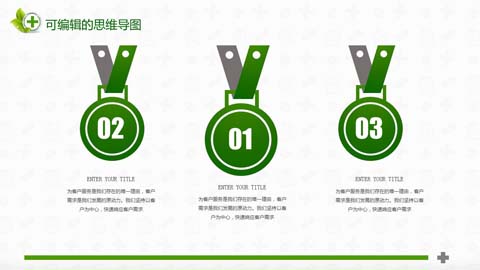 可编辑的思维导图
02
01
03
ENTER YOUR TITLE
为客户服务是我们存在的唯一理由，客户
需求是我们发展的原动力。我们坚持以客
户为中心，快速响应客户需求
ENTER YOUR TITLE
为客户服务是我们存在的唯一理由，客户
需求是我们发展的原动力。我们坚持以客
户为中心，快速响应客户需求
ENTER YOUR TITLE
为客户服务是我们存在的唯一理由，客户
需求是我们发展的原动力。我们坚持以客
户为中心，快速响应客户需求